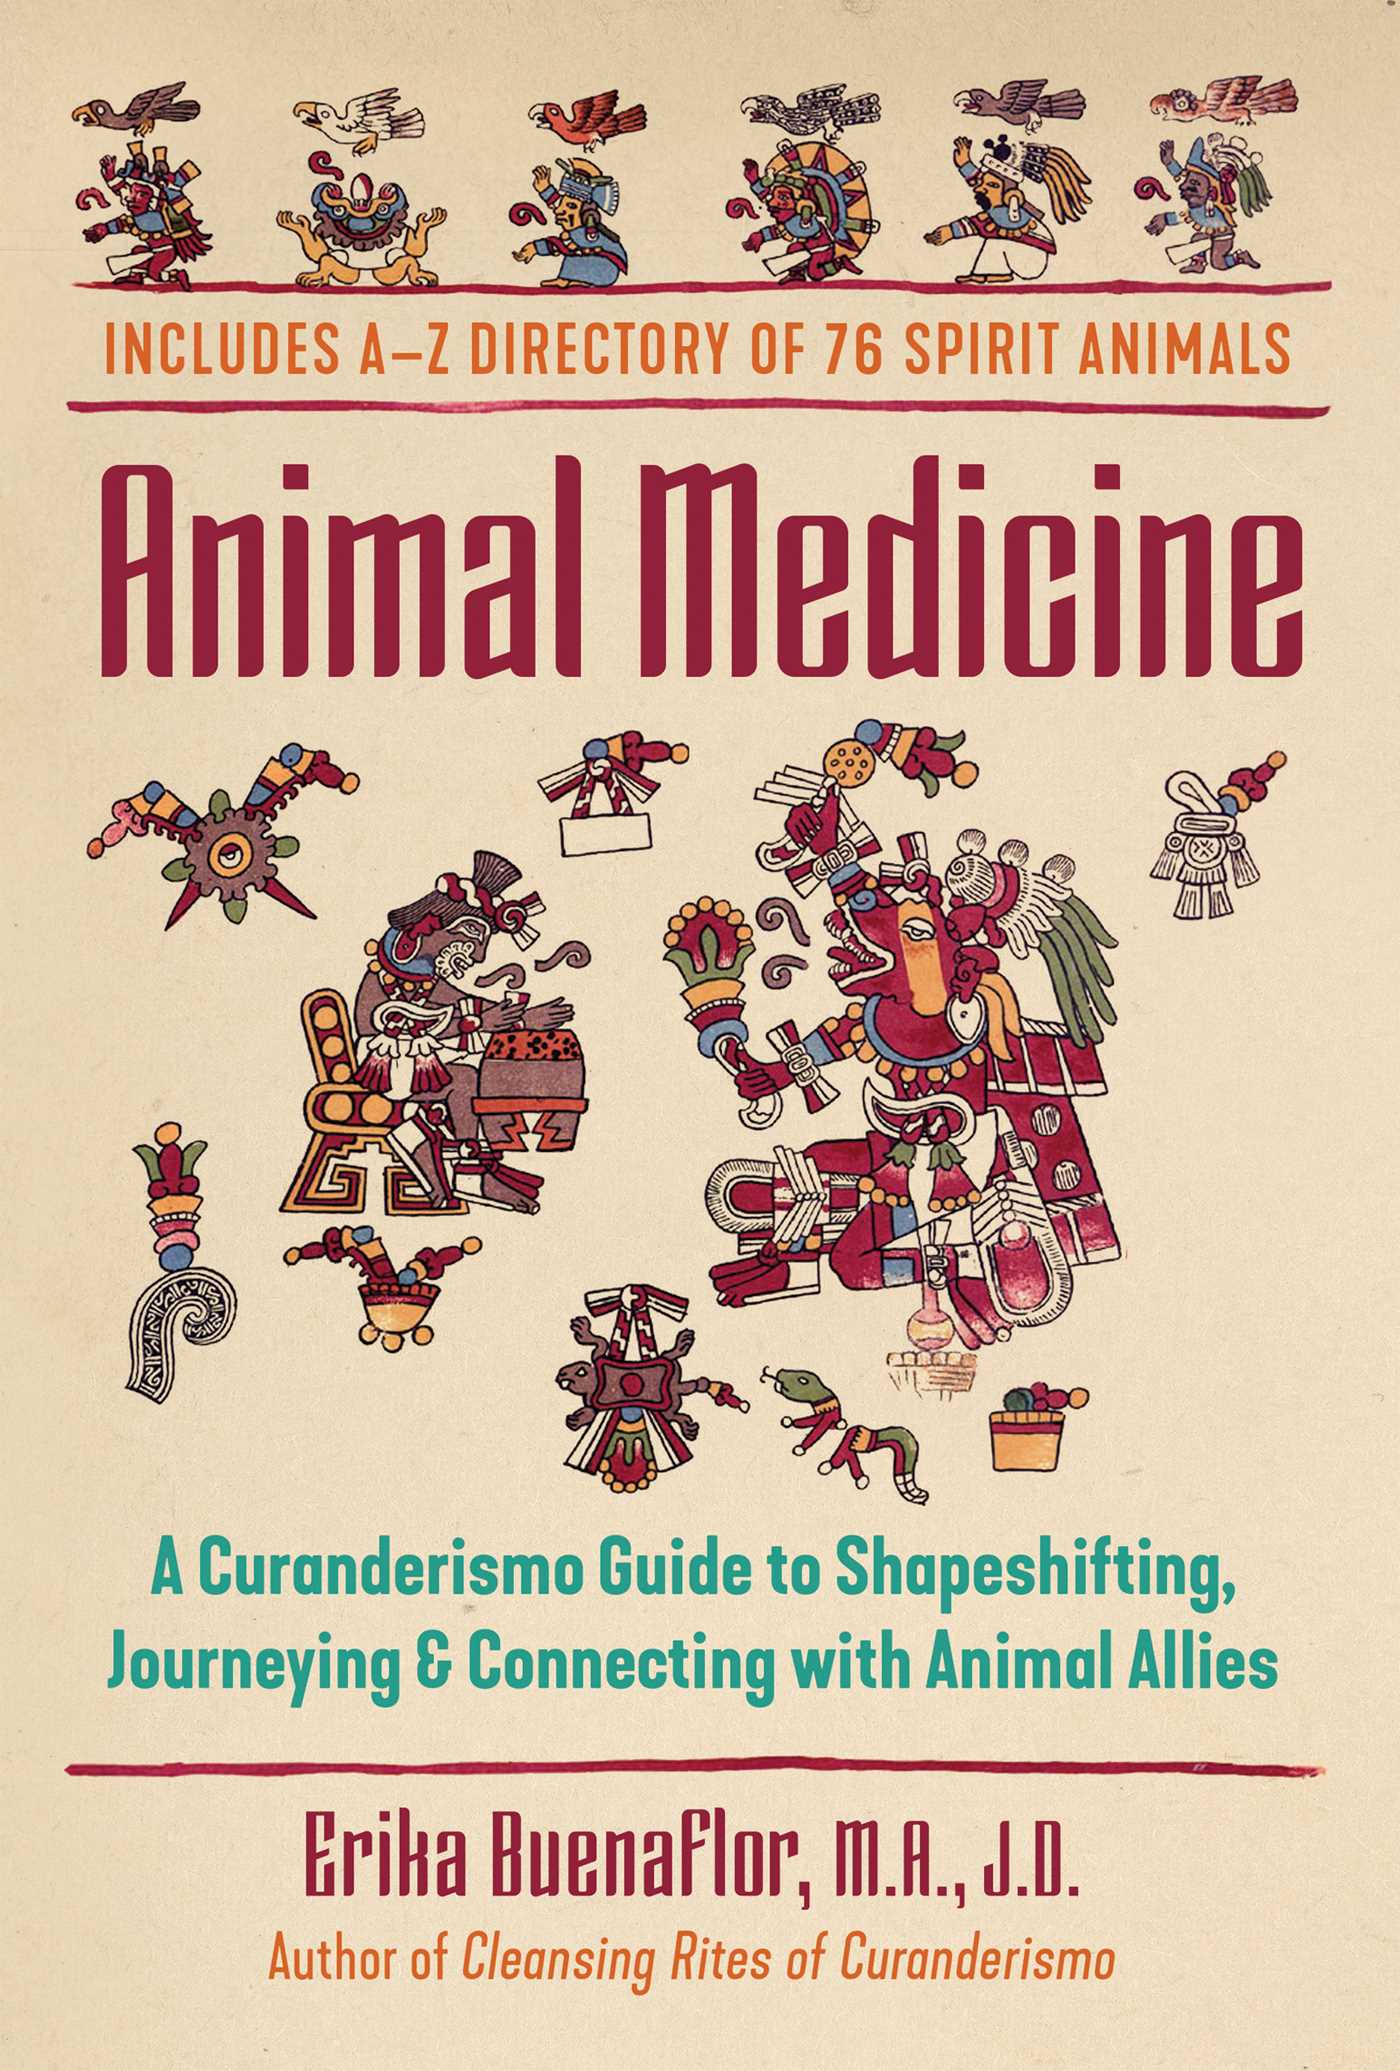 INCLUDES A–Z DIRECTORY OF 76 SPIRIT ANIMALS
Animal Medicine
A Curanderismo Guide to Shapeshifting,
Journeying & Connecting with Animal Allies
Erika Buenaflor, M.A., J.D.
Author of Cleansing Rites of Curanderismo